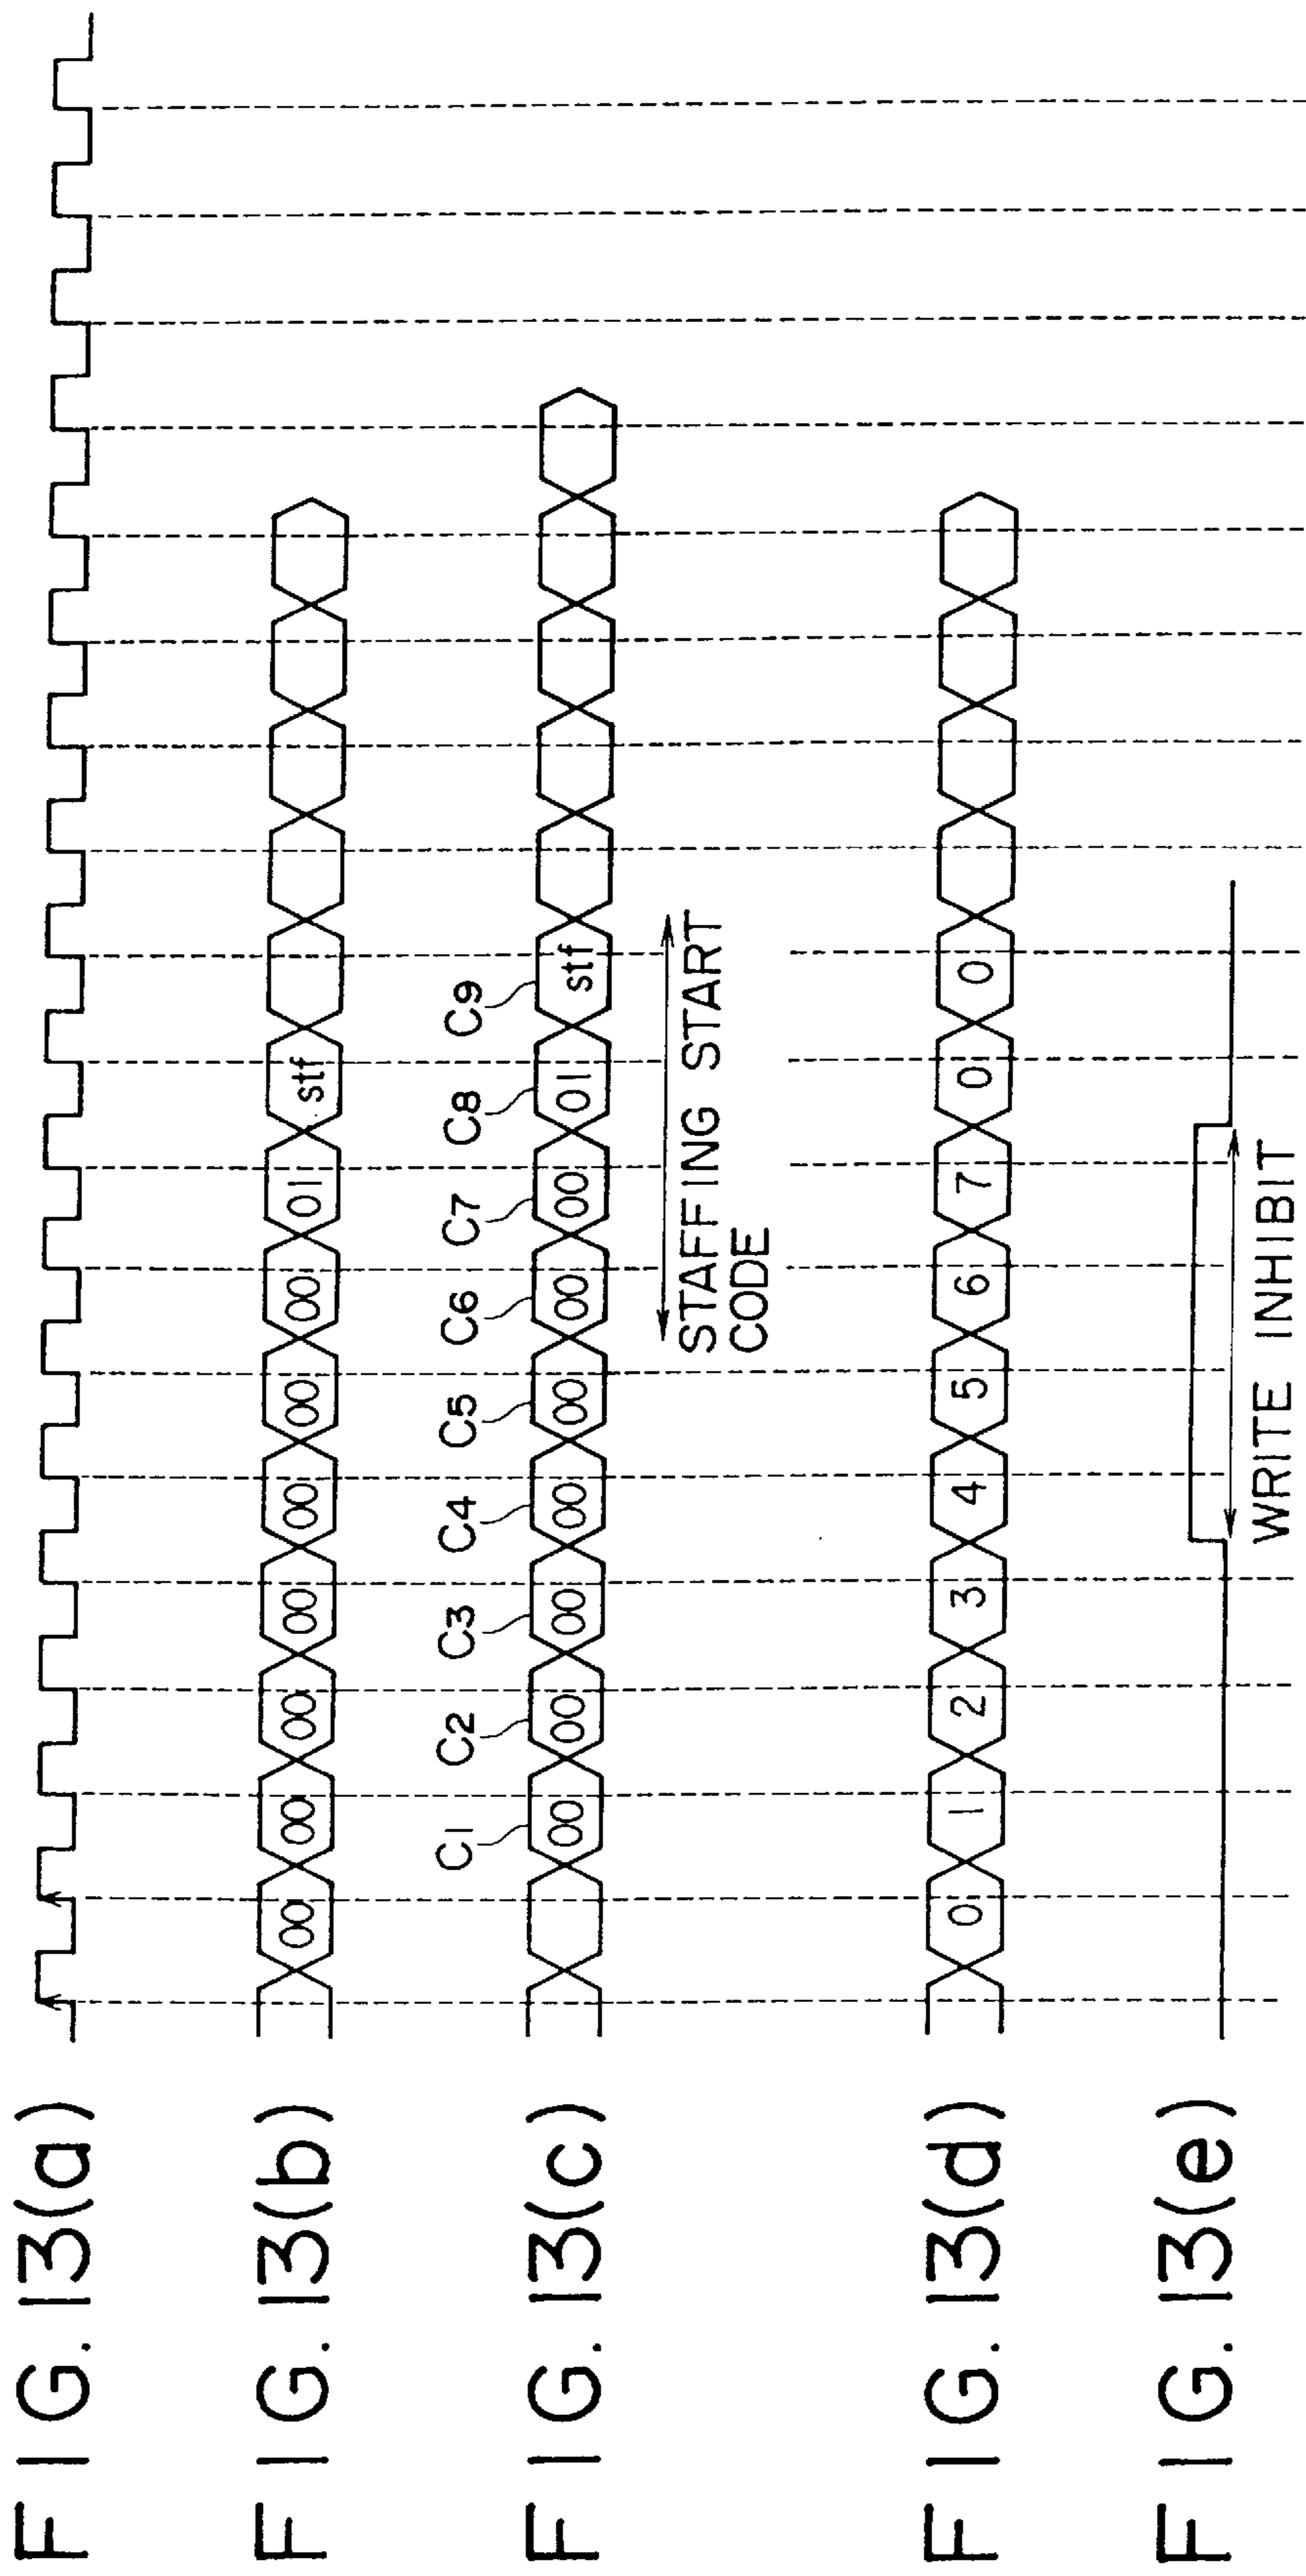 FIG. 13(a)
FIG. 13(b)
00 00 00 00 00 00 00 01 stf
FIG. 13(c)
C1 C2 C3 C4 C5 C6 C7 C8 C9
00 00 00 00 00 00 00 01 stf
STAFFING START
CODE
FIG. 13(d)
0 1 2 3 4 5 6 7 0 0
FIG. 13(e)
WRITE INHIBIT